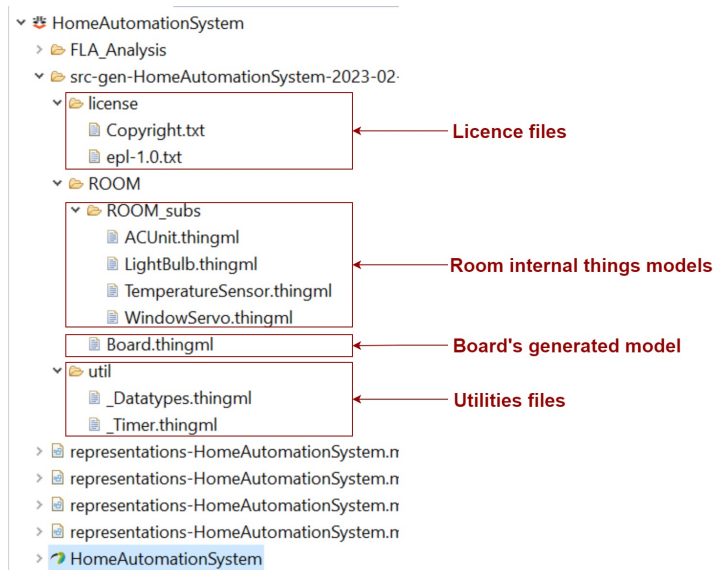 HomeAutomationSystem
FLA_Analysis
src-gen-HomeAutomationSystem-2023-02-
license
Copyright.txt
Licence files
epl-1.0.txt
ROOM
ROOM_subs
ACUnit.thingml
LightBulb.thingml
Room internal things models
TemperatureSensor.thingml
WindowServo.thingml
Board.thingml
Board's generated model
util
_Datatypes.thingml
Utilities files
_Timer.thingml
representations-HomeAutomationSystem.m
representations-HomeAutomationSystem.m
representations-HomeAutomationSystem.m
representations-HomeAutomationSystem.m
HomeAutomationSystem